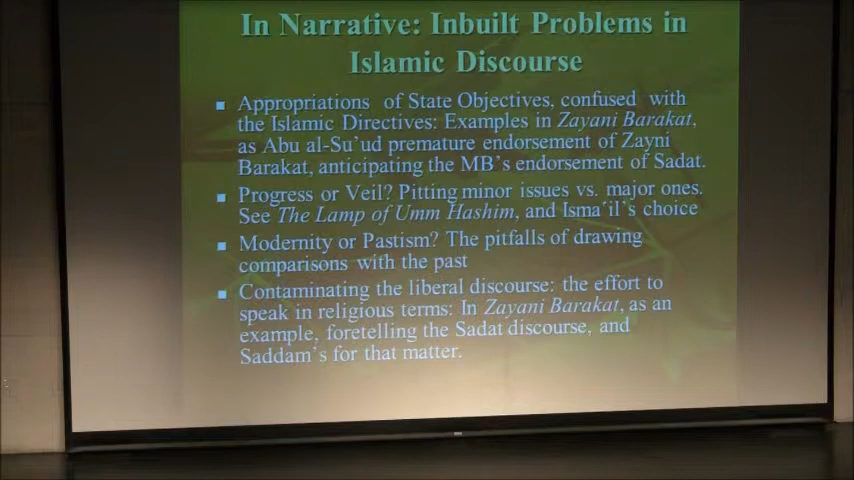 In Narrative: Inbuilt Problems in
Islamic Discourse
Appropriations of State Objectives, confused with
the Islamic Directives: Examples in Zayani Barakat,
as Abu al-Su'ud premature endorsement of Zayni
Barakat, anticipating the MB's endorsement of Sadat.
Progress or Veil? Pitting minor issues vs. major ones.
See The Lamp of Umm Hashim, and Isma´il's choice
Modernity or Pastism? The pitfalls of drawing
comparisons with the past
Contaminating the liberal discourse: the effort to
speak in religious terms: In Zayani Barakat, as an
example, foretelling the Sadat discourse, and
Saddam's for that matter.